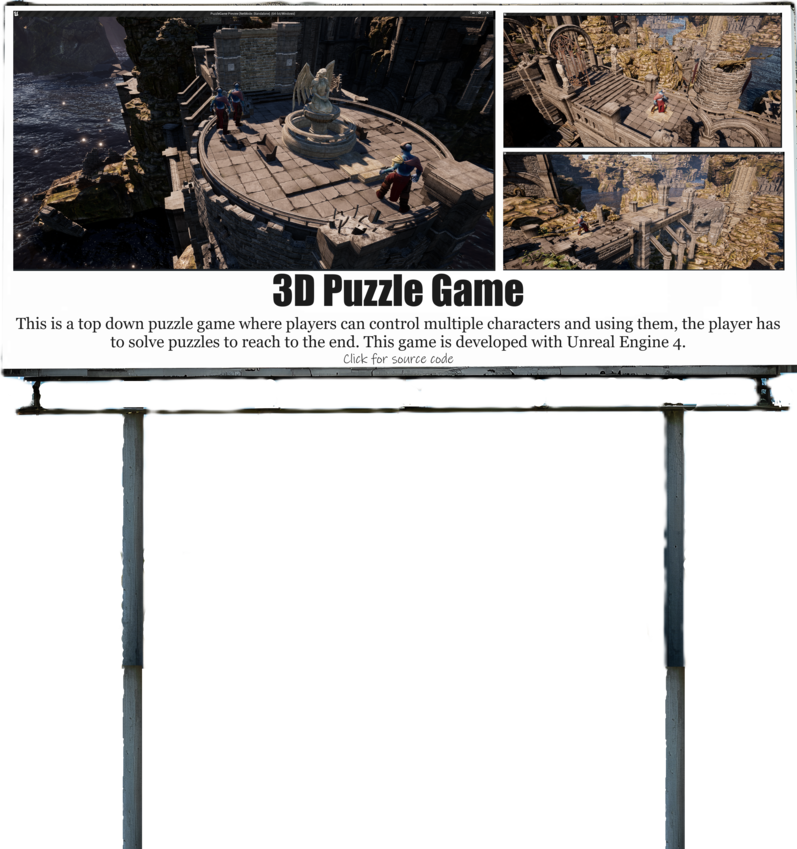 3D Puzzle Game
This is a top down puzzle game where players can control multiple characters and using them, the player has
to solve puzzles to reach to the end. This game is developed with Unreal Engine 4.
Click for source code